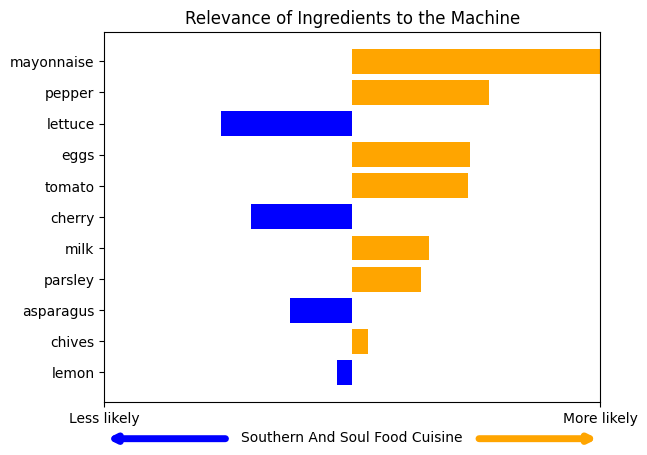 Relevance of Ingredients to the Machine
mayonnaise
pepper
lettuce
eggs
tomato
cherry
milk
parsley
asparagus
chives
lemon
Less likely
More likely
Southern And Soul Food Cuisine